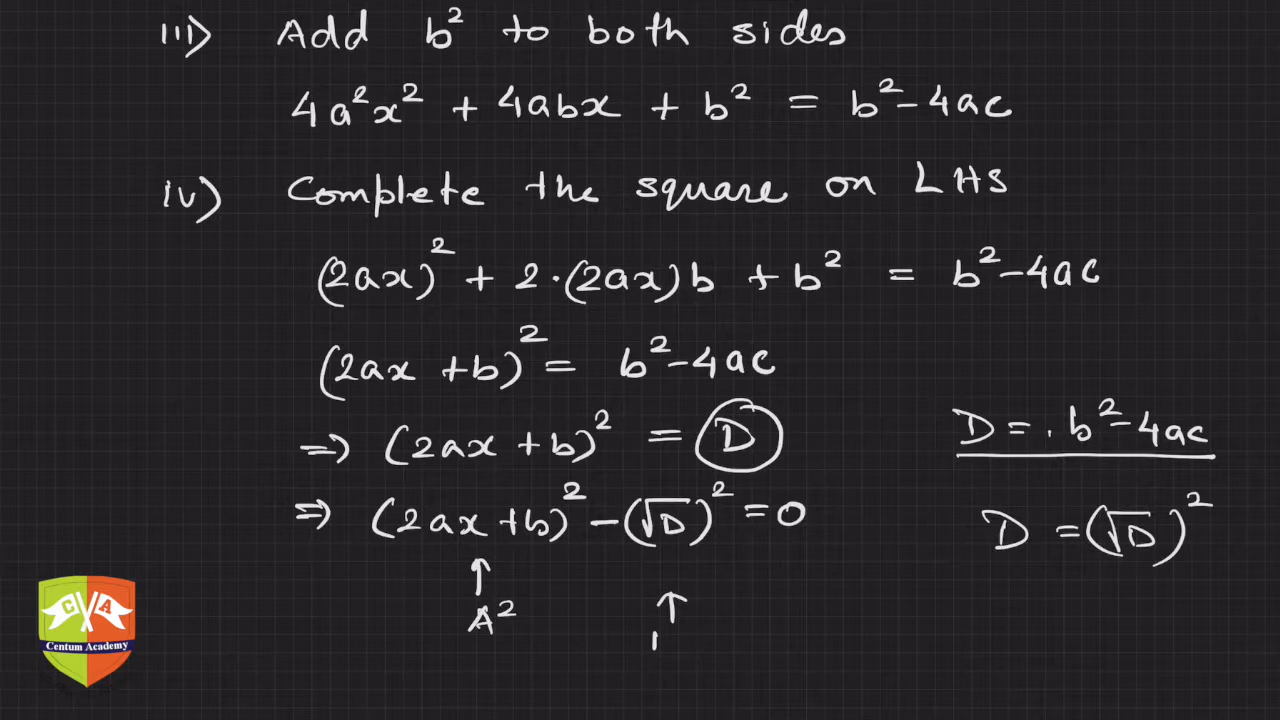 iii) Add b² to both sides
4a²x² + 4abx + b² = b²-4ac
iv) Complete the square on LHS
(2ax)² + 2·(2ax)b + b² = b²-4ac
(2ax +b)² = b²-4ac
⇒ (2ax +b)² = D
D = . b²-4ac
⇒ (2ax +b)² - (√D)² = 0
D = (√D)²
↑ ↑
A²
C A
Centum Academy